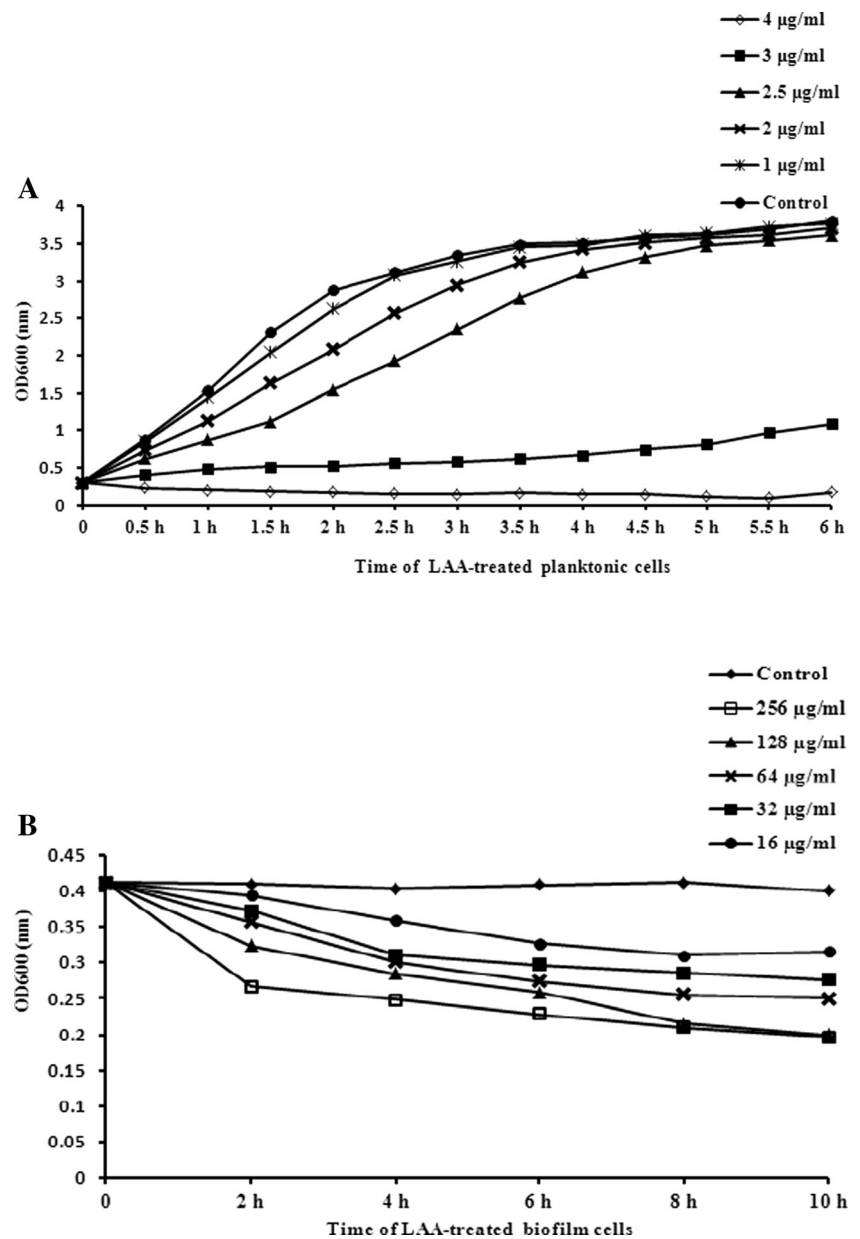 4 µg/ml
3 µg/ml
2.5 µg/ml
2 µg/ml
1 µg/ml
Control
A
OD600 (nm)
4
3.5
3
2.5
2
1.5
1
0.5
0
0 0.5 h 1 h 1.5 h 2 h 2.5 h 3 h 3.5 h 4 h 4.5 h 5 h 5.5 h 6 h
Time of LAA-treated planktonic cells
Control
256 µg/ml
128 µg/ml
64 µg/ml
32 µg/ml
16 µg/ml
B
OD600 (nm)
0.45
0.4
0.35
0.3
0.25
0.2
0.15
0.1
0.05
0
0 2 h 4 h 6 h 8 h 10 h
Time of LAA-treated biofilm cells